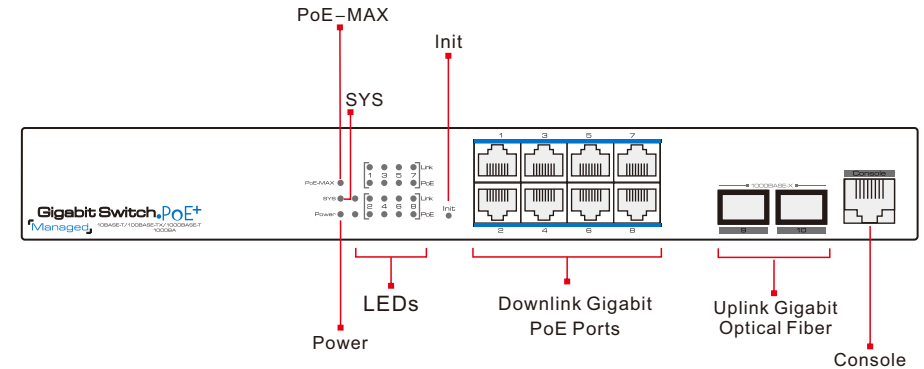 PoE–MAX
Init
SYS
1 3 5 7
Link
1 3 5 7
PoE-MAX
PoE
Console
1000BASE-X
SYS
Link
2 4 6 8
Gigabit Switch PoE+
Power
PoE
Init
Managed 10BASE-T/100BASE-TX/1000BASE-T
1000BA
2 4 6 8
9 10
LEDs
Downlink Gigabit
PoE Ports
Uplink Gigabit
Optical Fiber
Power
Console